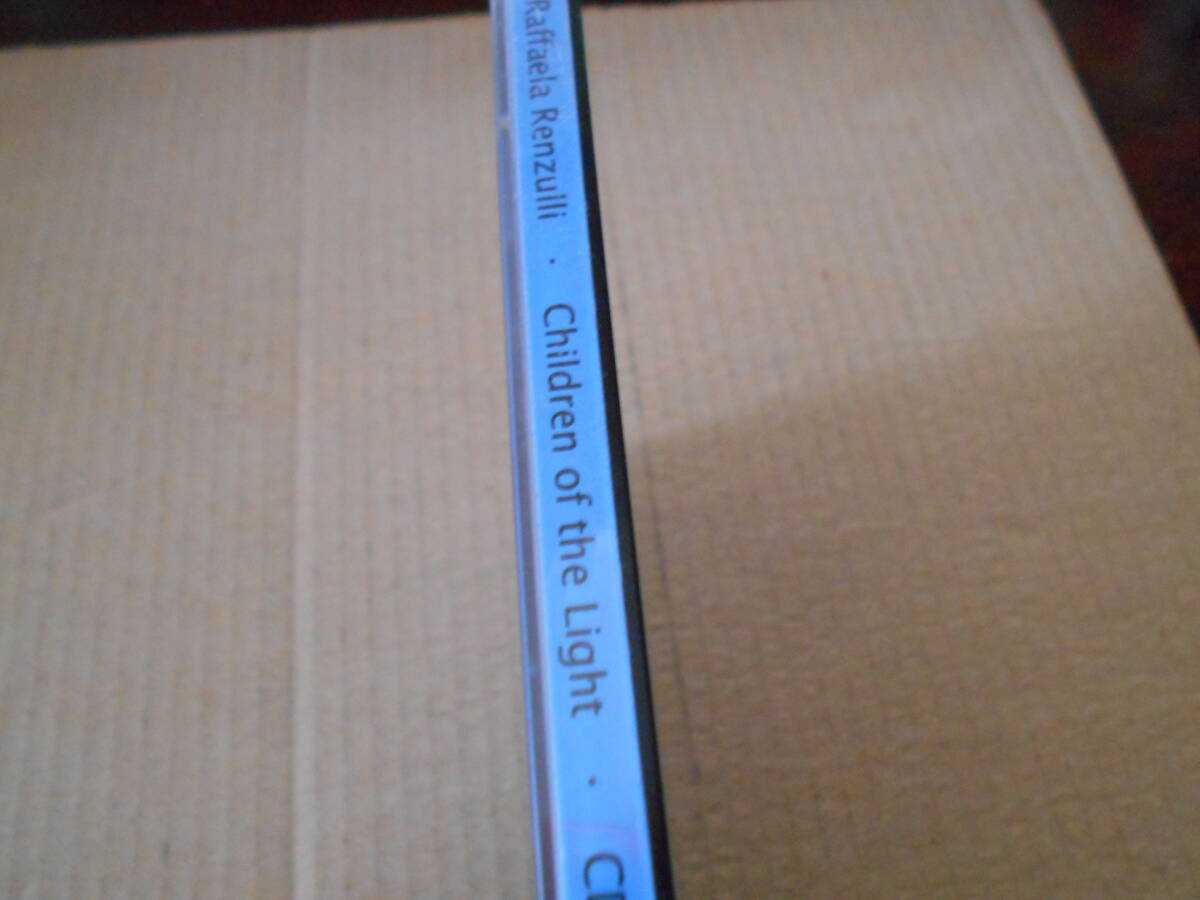 Raffaela Renzulli · Children of the Light ·